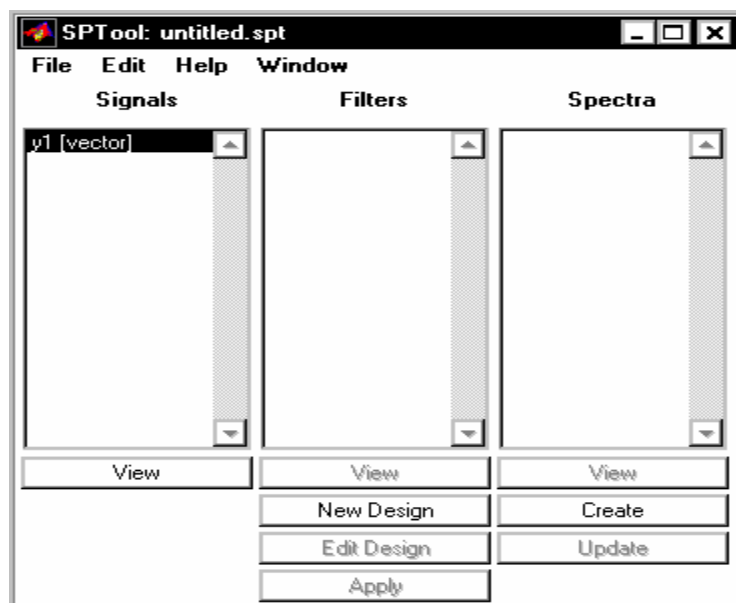 SPTool: untitled.spt
File Edit Help Window
Signals Filters Spectra
y1 [vector]
View View View
New Design Create
Edit Design Update
Apply